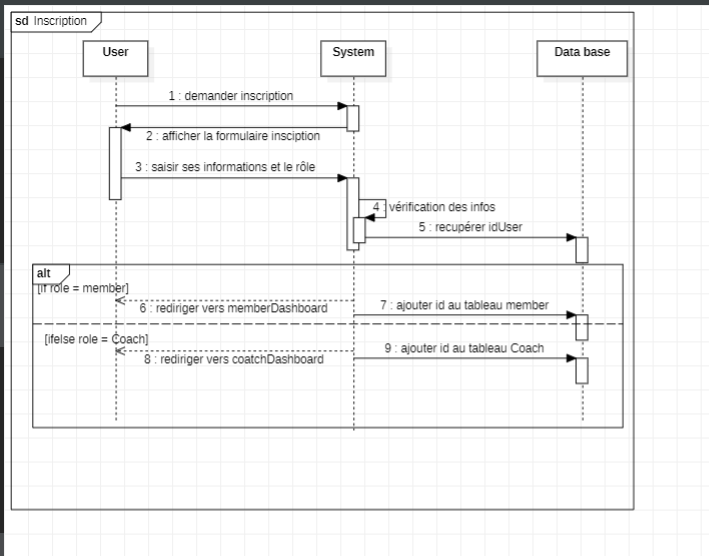 sd Inscription
User
System
Data base
1 : demander inscription
2 : afficher la formulaire insciption
3 : saisir ses informations et le rôle
4 : vérification des infos
5 : recupérer idUser
alt
[if role = member]
6 : rediriger vers memberDashboard
7 : ajouter id au tableau member
[ifelse role = Coach]
8 : rediriger vers coatchDashboard
9 : ajouter id au tableau Coach